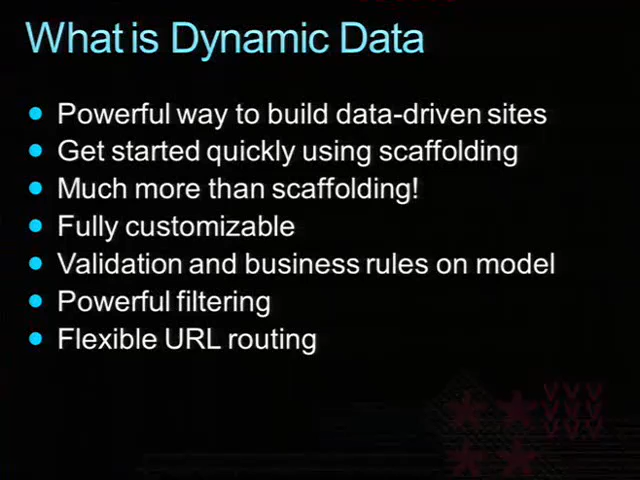 What is Dynamic Data
Powerful way to build data-driven sites
Get started quickly using scaffolding
Much more than scaffolding!
Fully customizable
Validation and business rules on model
Powerful filtering
Flexible URL routing